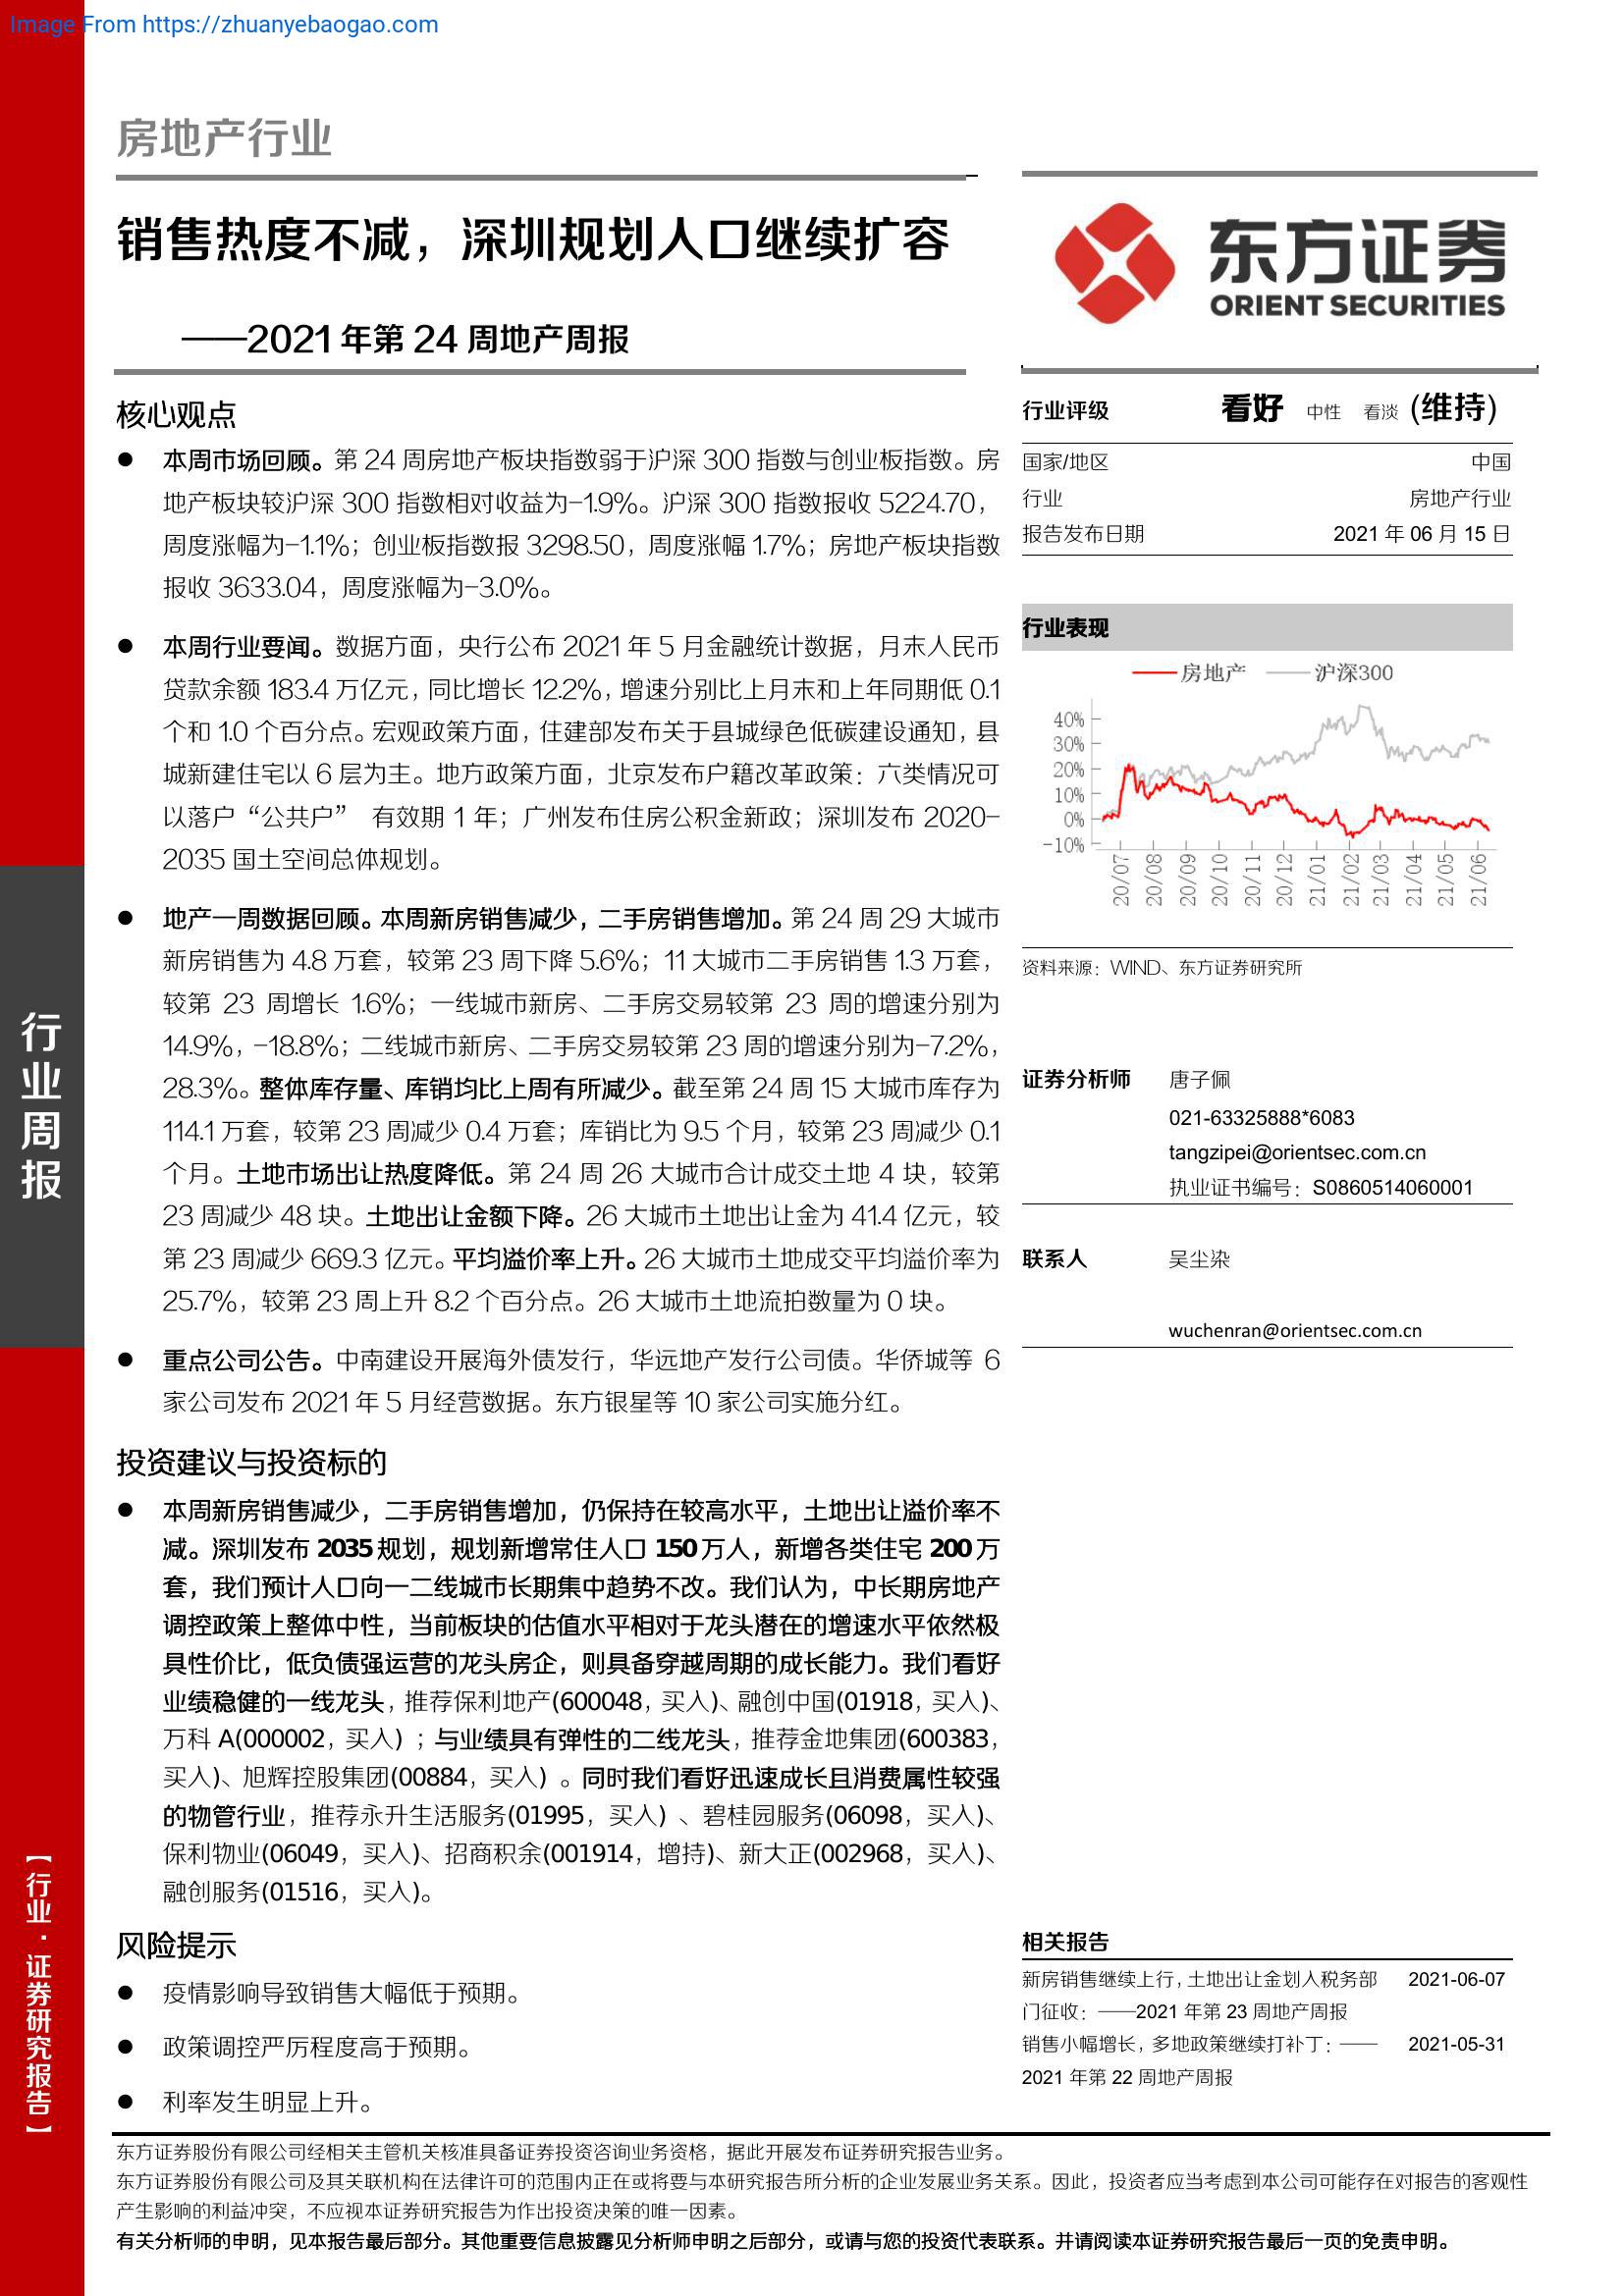 Image From https://zhuanyebaogao.com
房地产行业
销售热度不减，深圳规划人口继续扩容
——2021 年第 24 周地产周报
东方证券
ORIENT SECURITIES
核心观点
● 本周市场回顾。第 24 周房地产板块指数弱于沪深 300 指数与创业板指数。房
地产板块较沪深 300 指数相对收益为-1.9%。沪深 300 指数报收 5224.70，
周度涨幅为-1.1%；创业板指数报 3298.50，周度涨幅 1.7%；房地产板块指数
报收 3633.04，周度涨幅为-3.0%。
● 本周行业要闻。数据方面，央行公布 2021 年 5 月金融统计数据，月末人民币
贷款余额 183.4 万亿元，同比增长 12.2%，增速分别比上月末和上年同期低 0.1
个和 1.0 个百分点。宏观政策方面，住建部发布关于县城绿色低碳建设通知，县
城新建住宅以 6 层为主。地方政策方面，北京发布户籍改革政策：六类情况可
以落户“公共户” 有效期 1 年；广州发布住房公积金新政；深圳发布 2020-
2035 国土空间总体规划。
● 地产一周数据回顾。本周新房销售减少，二手房销售增加。第 24 周 29 大城市
新房销售为 4.8 万套，较第 23 周下降 5.6%；11 大城市二手房销售 1.3 万套，
较第 23 周增长 1.6%；一线城市新房、二手房交易较第 23 周的增速分别为
14.9%，-18.8%；二线城市新房、二手房交易较第 23 周的增速分别为-7.2%，
28.3%。整体库存量、库销均比上周有所减少。截至第 24 周 15 大城市库存为
114.1 万套，较第 23 周减少 0.4 万套；库销比为 9.5 个月，较第 23 周减少 0.1
个月。土地市场出让热度降低。第 24 周 26 大城市合计成交土地 4 块，较第
23 周减少 48 块。土地出让金额下降。26 大城市土地出让金为 41.4 亿元，较
第 23 周减少 669.3 亿元。平均溢价率上升。26 大城市土地成交平均溢价率为
25.7%，较第 23 周上升 8.2 个百分点。26 大城市土地流拍数量为 0 块。
● 重点公司公告。中南建设开展海外债发行，华远地产发行公司债。华侨城等 6
家公司发布 2021 年 5 月经营数据。东方银星等 10 家公司实施分红。
投资建议与投资标的
● 本周新房销售减少，二手房销售增加，仍保持在较高水平，土地出让溢价率不
减。深圳发布 2035 规划，规划新增常住人口 150 万人，新增各类住宅 200 万
套，我们预计人口向一二线城市长期集中趋势不改。我们认为，中长期房地产
调控政策上整体中性，当前板块的估值水平相对于龙头潜在的增速水平依然极
具性价比，低负债强运营的龙头房企，则具备穿越周期的成长能力。我们看好
业绩稳健的一线龙头，推荐保利地产(600048，买入)、融创中国(01918，买入)、
万科 A(000002，买入) ；与业绩具有弹性的二线龙头，推荐金地集团(600383，
买入)、旭辉控股集团(00884，买入) 。同时我们看好迅速成长且消费属性较强
的物管行业，推荐永升生活服务(01995，买入) 、碧桂园服务(06098，买入)、
保利物业(06049，买入)、招商积余(001914，增持)、新大正(002968，买入)、
融创服务(01516，买入)。
风险提示
● 疫情影响导致销售大幅低于预期。
● 政策调控严厉程度高于预期。
● 利率发生明显上升。
行业评级 看好 中性 看淡 (维持)
国家/地区 中国
行业 房地产行业
报告发布日期 2021 年 06 月 15 日
行业表现
房地产 沪深300
40%
30%
20%
10%
0%
-10%
20/07 20/08 20/09 20/10 20/11 20/12 21/01 21/02 21/03 21/04 21/05 21/06
资料来源：WIND、东方证券研究所
证券分析师 唐子佩
021-63325888*6083
tangzipei@orientsec.com.cn
执业证书编号：S0860514060001
联系人 吴尘染
wuchenran@orientsec.com.cn
相关报告
新房销售继续上行，土地出让金划入税务部 2021-06-07
门征收：——2021 年第 23 周地产周报
销售小幅增长，多地政策继续打补丁：—— 2021-05-31
2021 年第 22 周地产周报
行业周报
【行业·证券研究报告】
东方证券股份有限公司经相关主管机关核准具备证券投资咨询业务资格，据此开展发布证券研究报告业务。
东方证券股份有限公司及其关联机构在法律许可的范围内正在或将要与本研究报告所分析的企业发展业务关系。因此，投资者应当考虑到本公司可能存在对报告的客观性
产生影响的利益冲突，不应视本证券研究报告为作出投资决策的唯一因素。
有关分析师的申明，见本报告最后部分。其他重要信息披露见分析师申明之后部分，或请与您的投资代表联系。并请阅读本证券研究报告最后一页的免责申明。